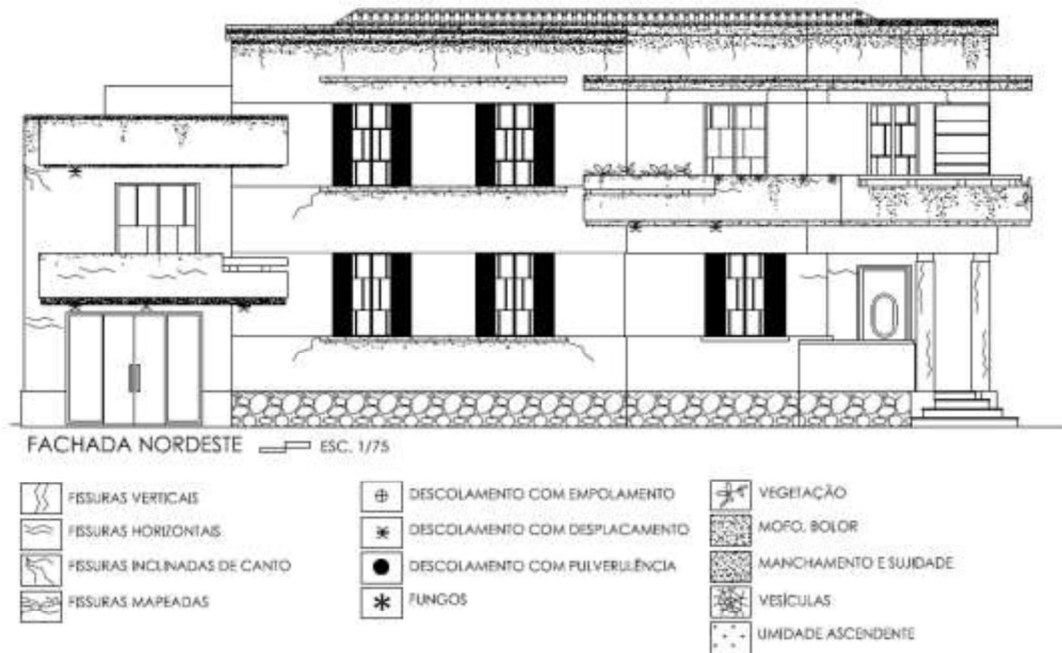 FACHADA NORDESTE ESC. 1/75
FISSURAS VERTICAIS
FISSURAS HORIZONTAIS
FISSURAS INCLINADAS DE CANTO
FISSURAS MAPEADAS
DESCOLAMENTO COM EMPOLAMENTO
DESCOLAMENTO COM DESPLACAMENTO
DESCOLAMENTO COM PULVERULÊNCIA
FUNGOS
VEGETAÇÃO
MOFO, BOLOR
MANCHAMENTO E SUJIDADE
VESÍCULAS
UMIDADE ASCENDENTE